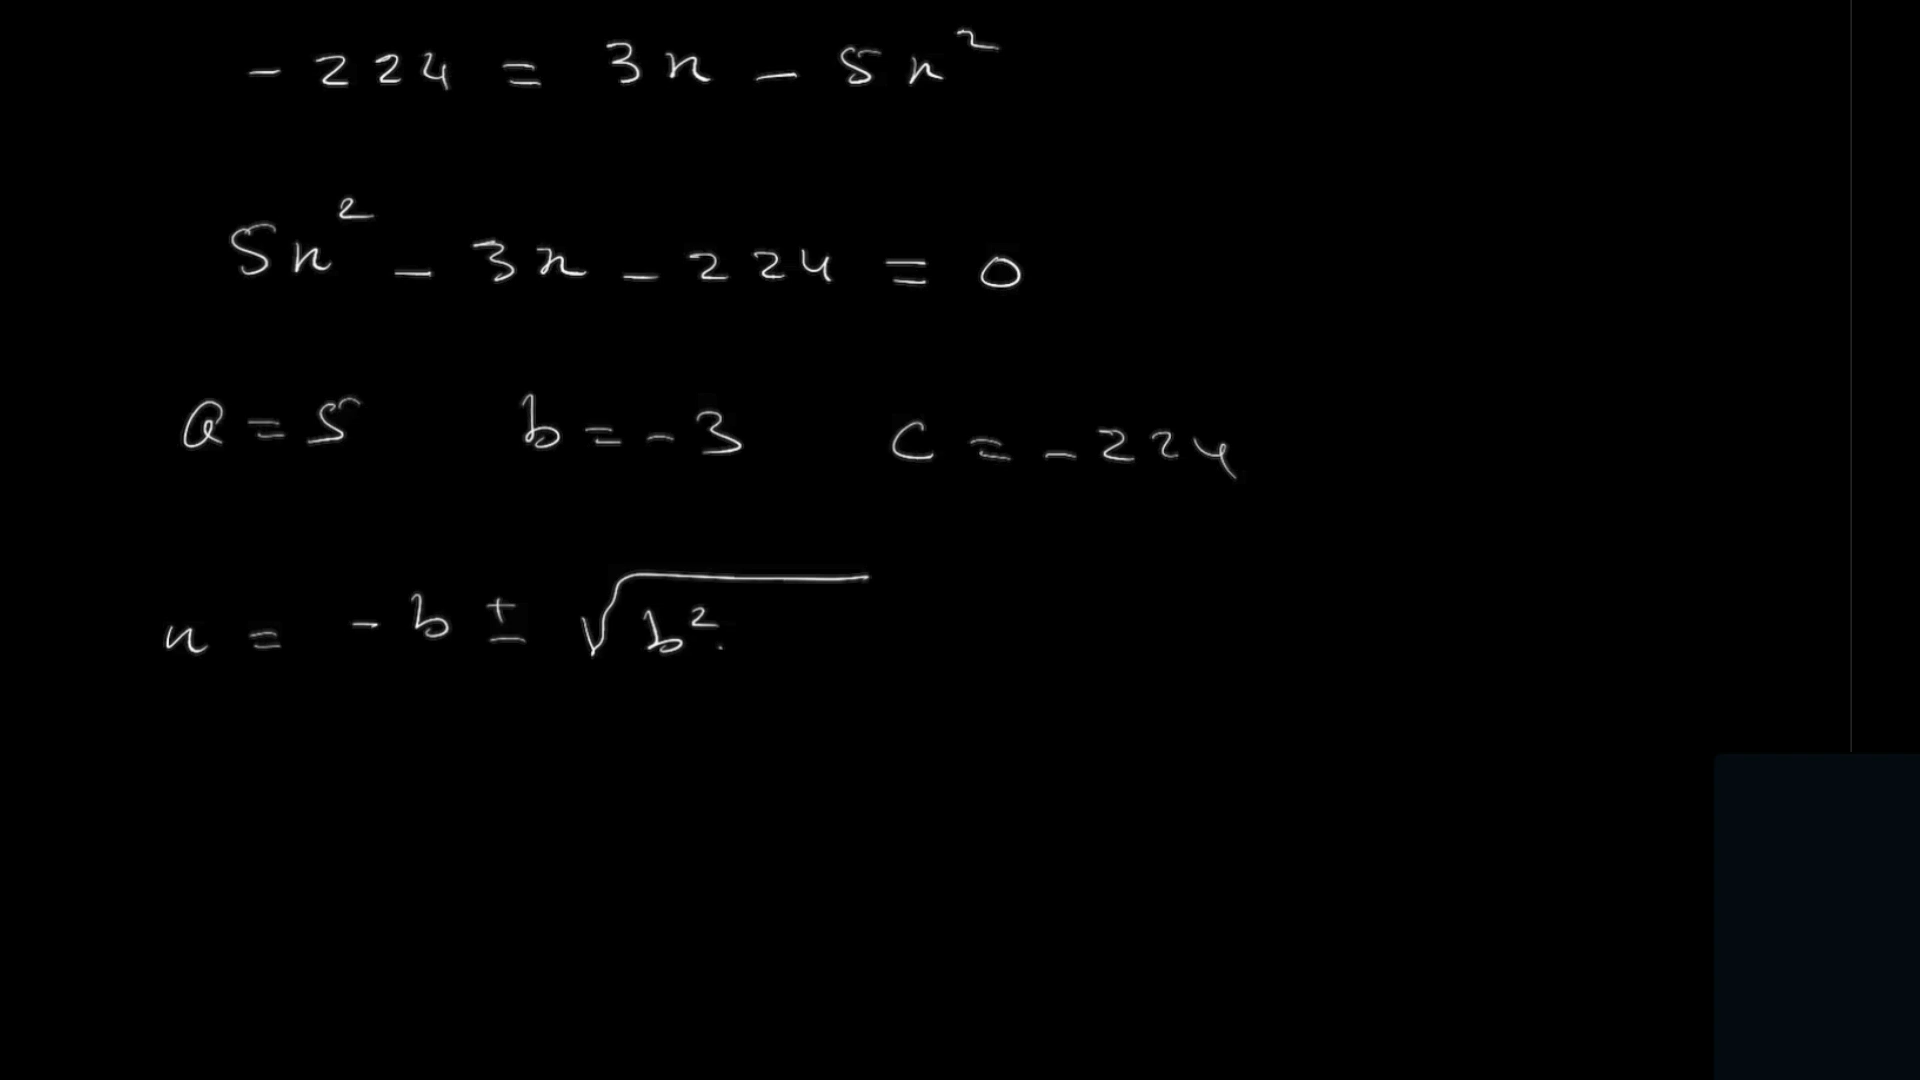 - 224 = 3n - 5n²
5n² - 3n - 224 = 0
a = 5 b = - 3 c = - 224
n = - b ± √b²